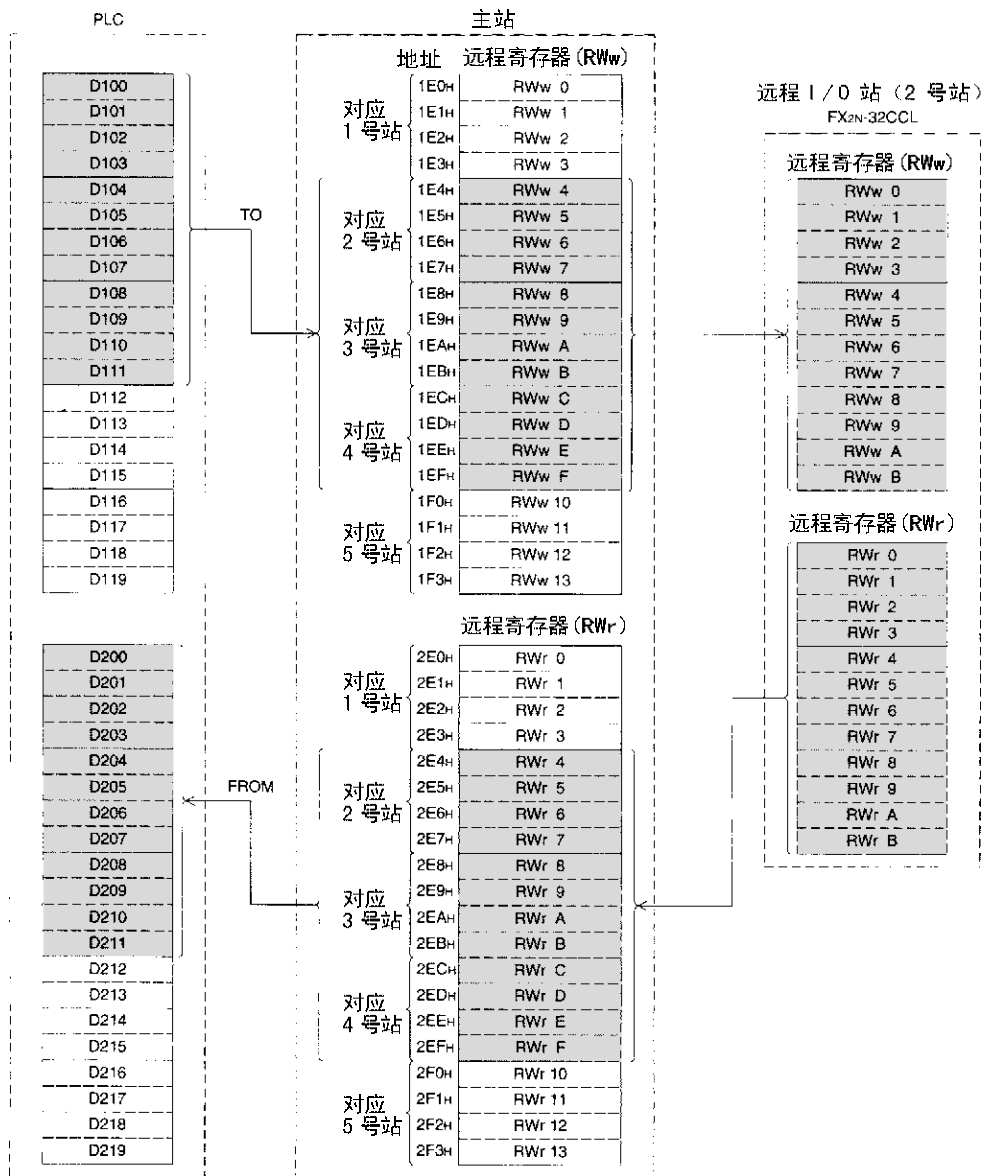 PLC
D100
D101
D102
D103
D104
D105
D106
D107
D108
D109
D110
D111
D112
D113
D114
D115
D116
D117
D118
D119
TO
主站
地址 远程寄存器(RWw)
对应
1 号站
1E0H RWw 0
1E1H RWw 1
1E2H RWw 2
1E3H RWw 3
对应
2 号站
1E4H RWw 4
1E5H RWw 5
1E6H RWw 6
1E7H RWw 7
对应
3 号站
1E8H RWw 8
1E9H RWw 9
1EAH RWw A
1EBH RWw B
对应
4 号站
1ECH RWw C
1EDH RWw D
1EEH RWw E
1EFH RWw F
对应
5 号站
1F0H RWw 10
1F1H RWw 11
1F2H RWw 12
1F3H RWw 13
远程 I/O 站（2 号站）
FX2N-32CCL
远程寄存器(RWw)
RWw 0
RWw 1
RWw 2
RWw 3
RWw 4
RWw 5
RWw 6
RWw 7
RWw 8
RWw 9
RWw A
RWw B
远程寄存器(RWr)
RWr 0
RWr 1
RWr 2
RWr 3
RWr 4
RWr 5
RWr 6
RWr 7
RWr 8
RWr 9
RWr A
RWr B
D200
D201
D202
D203
D204
D205
D206
D207
D208
D209
D210
D211
D212
D213
D214
D215
D216
D217
D218
D219
FROM
远程寄存器(RWr)
对应
1 号站
2E0H RWr 0
2E1H RWr 1
2E2H RWr 2
2E3H RWr 3
对应
2 号站
2E4H RWr 4
2E5H RWr 5
2E6H RWr 6
2E7H RWr 7
对应
3 号站
2E8H RWr 8
2E9H RWr 9
2EAH RWr A
2EBH RWr B
对应
4 号站
2ECH RWr C
2EDH RWr D
2EEH RWr E
2EFH RWr F
对应
5 号站
2F0H RWr 10
2F1H RWr 11
2F2H RWr 12
2F3H RWr 13